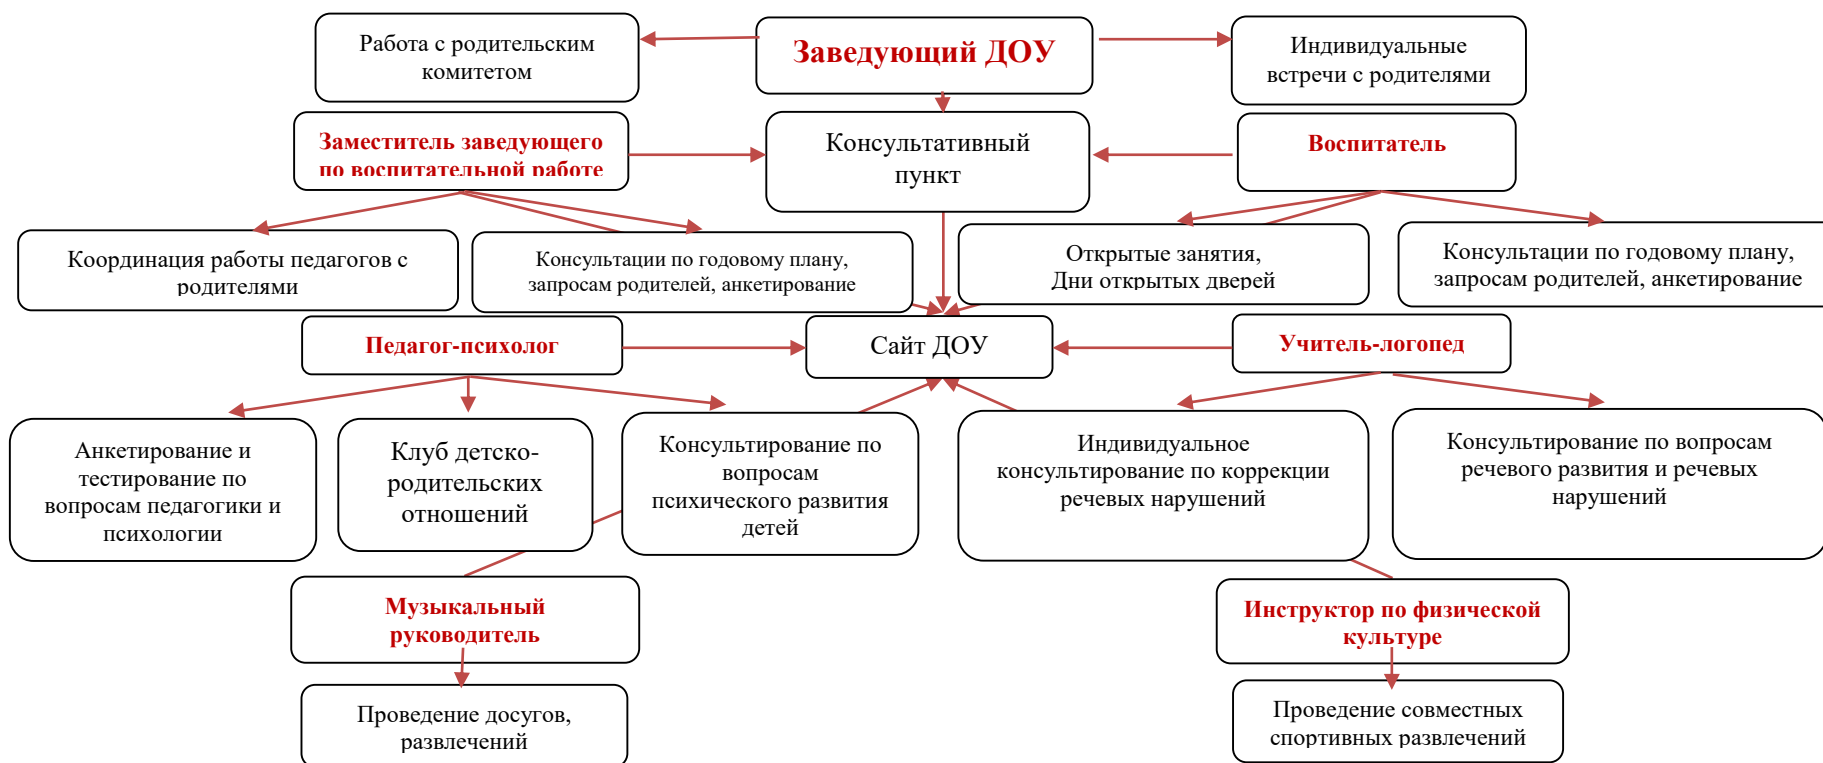 Работа с родительским
комитетом
Заведующий ДОУ
Индивидуальные
встречи с родителями
Заместитель заведующего
по воспитательной работе
Консультативный
пункт
Воспитатель
Координация работы педагогов с
родителями
Консультации по годовому плану,
запросам родителей, анкетирование
Открытые занятия,
Дни открытых дверей
Консультации по годовому плану,
запросам родителей, анкетирование
Педагог-психолог
Сайт ДОУ
Учитель-логопед
Анкетирование и
тестирование по
вопросам педагогики и
психологии
Клуб детско-
родительских
отношений
Консультирование по
вопросам
психического развития
детей
Индивидуальное
консультирование по коррекции
речевых нарушений
Консультирование по вопросам
речевого развития и речевых
нарушений
Музыкальный
руководитель
Инструктор по физической
культуре
Проведение досугов,
развлечений
Проведение совместных
спортивных развлечений